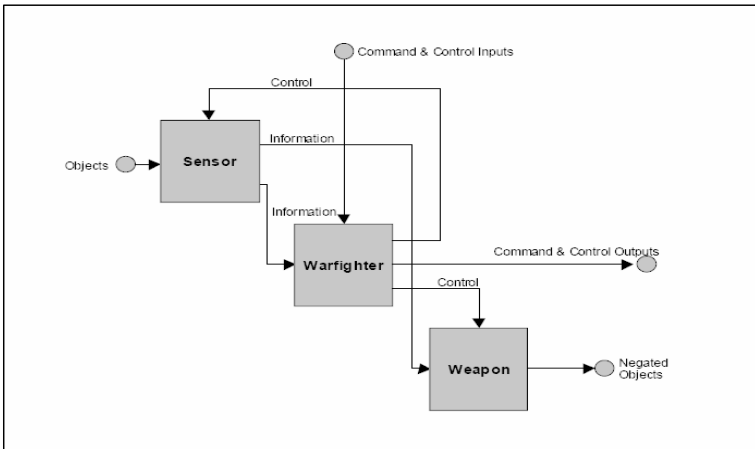 Command & Control Inputs
Control
Information
Objects
Sensor
Information
Warfighter
Command & Control Outputs
Control
Negated
Objects
Weapon